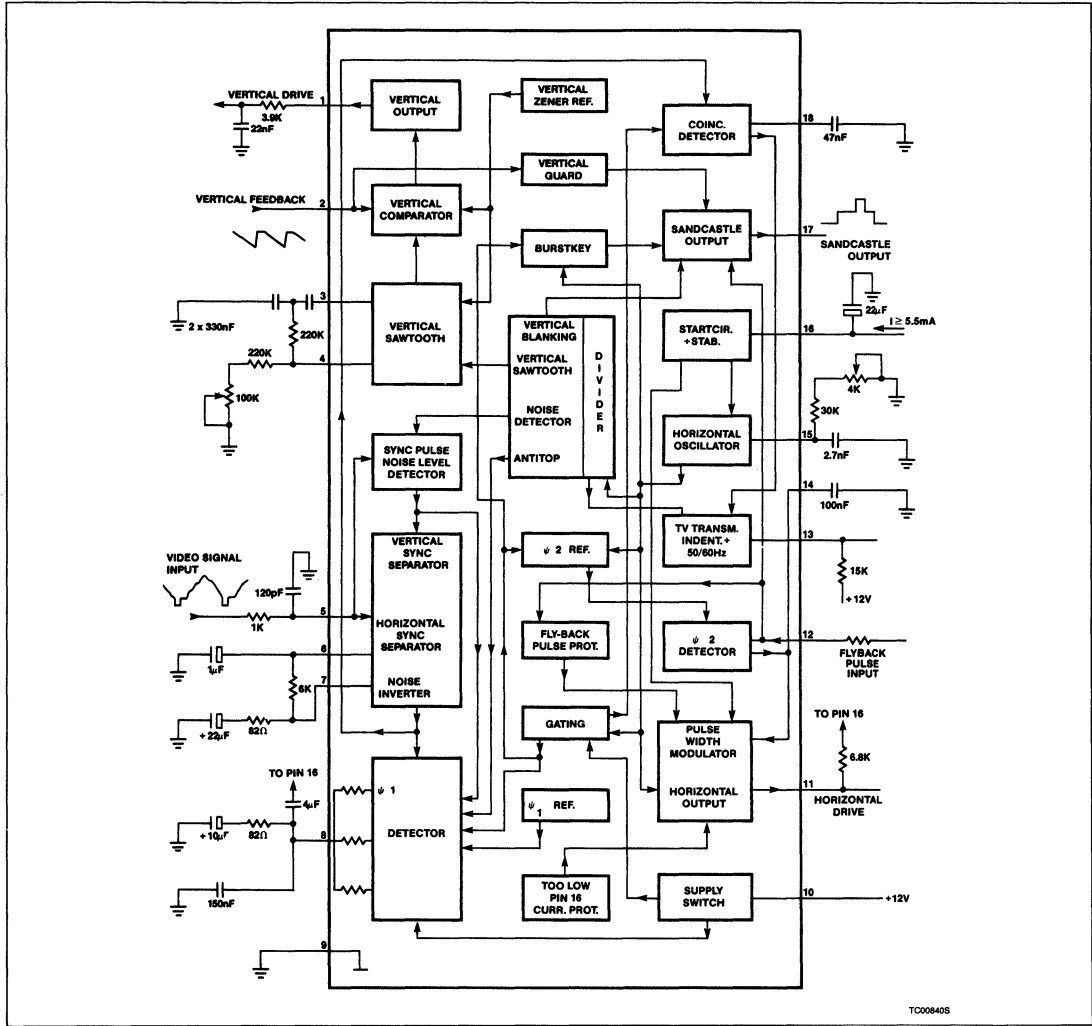 VERTICAL DRIVE
1
3.9K
22nF
VERTICAL
OUTPUT
VERTICAL
ZENER REF.
COINC.
DETECTOR
18
47nF
VERTICAL
GUARD
VERTICAL FEEDBACK
2
VERTICAL
COMPARATOR
BURSTKEY
SANDCASTLE
OUTPUT
17
SANDCASTLE
OUTPUT
2 x 330nF
3
220K
220K
4
100K
VERTICAL
SAWTOOTH
VERTICAL
BLANKING
VERTICAL
SAWTOOTH
NOISE
DETECTOR
ANTITOP
D
I
V
I
D
E
R
STARTCIR.
+STAB.
16
22μF
I ≥ 5.5mA
4K
30K
HORIZONTAL
OSCILLATOR
15
2.7nF
SYNC PULSE
NOISE LEVEL
DETECTOR
14
100nF
TV TRANSM.
INDENT.+
50/60Hz
13
15K
+12V
VIDEO SIGNAL
INPUT
120pF
1K
5
VERTICAL
SYNC
SEPARATOR
HORIZONTAL
SYNC
SEPARATOR
NOISE
INVERTER
6
1μF
6K
7
+22μF
82Ω
ψ 2 REF.
FLY-BACK
PULSE PROT.
ψ 2
DETECTOR
12
FLYBACK
PULSE INPUT
GATING
PULSE
WIDTH
MODULATOR
HORIZONTAL
OUTPUT
TO PIN 16
6.8K
11
HORIZONTAL
DRIVE
TO PIN 16
4μF
+10μF
82Ω
8
150nF
ψ 1
DETECTOR
ψ1 REF.
TOO LOW
PIN 16
CURR. PROT.
SUPPLY
SWITCH
10
+12V
9
TC00840S